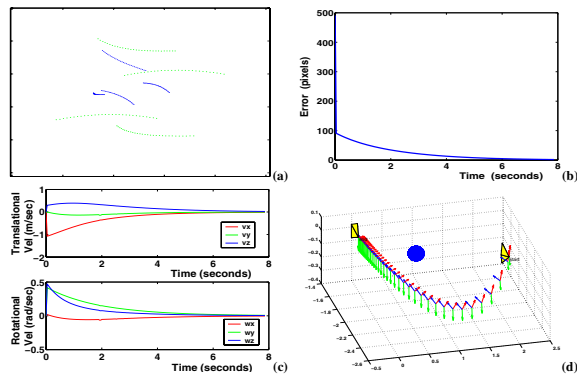 (a)
500
400
300
200
100
0
Error (pixels)
0 2 4 6 8
Time (seconds)
(b)
1
0
−1
−2
Translational
Vel (m/sec)
vx
vy
vz
0 2 4 6 8
Time (seconds)
0.5
0
−0.5
Rotational
Vel (rad/sec)
wx
wy
wz
0 2 4 6 8
Time (seconds)
(c)
0.1
0
−0.1
−0.2
−0.3
−0.4
−1.4
−1.6
−1.8
−2
−2.2
−2.4
−2.6
0
0.5
1
1.5
2
2.5
(d)